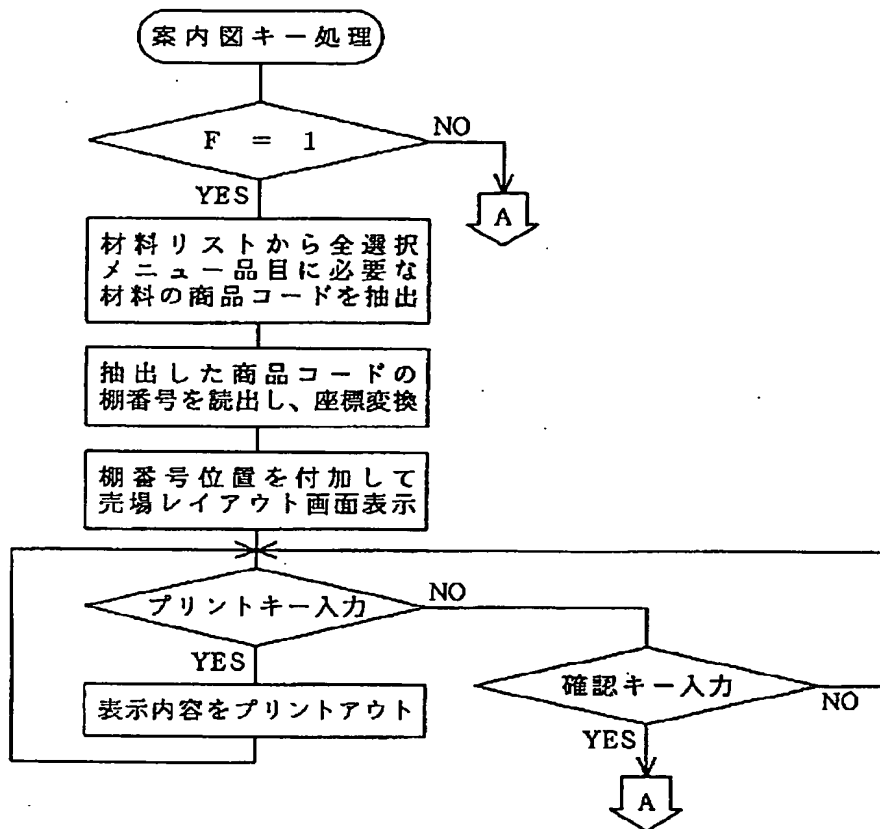 案内図キー処理
F = 1
NO
YES
A
材料リストから全選択
メニュー品目に必要な
材料の商品コードを抽出
抽出した商品コードの
棚番号を読出し、座標変換
棚番号位置を付加して
売場レイアウト画面表示
プリントキー入力
NO
YES
確認キー入力
NO
表示内容をプリントアウト
YES
A